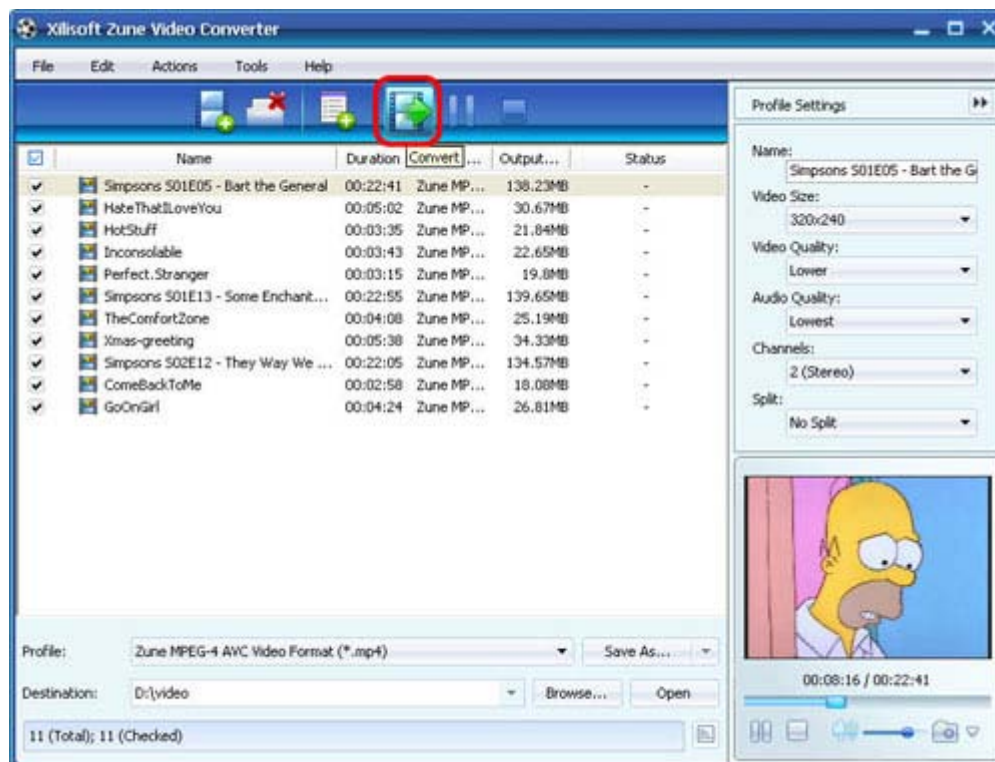 Xilisoft Zune Video Converter
File Edit Actions Tools Help
Name Duration Convert ... Output... Status
Simpsons S01E05 - Bart the General 00:22:41 Zune MP... 138.23MB -
HateThatILoveYou 00:05:02 Zune MP... 30.67MB -
HotStuff 00:03:35 Zune MP... 21.84MB -
Inconsolable 00:03:43 Zune MP... 22.65MB -
Perfect.Stranger 00:03:15 Zune MP... 19.8MB -
Simpsons S01E13 - Some Enchant... 00:22:55 Zune MP... 139.65MB -
TheComfortZone 00:04:08 Zune MP... 25.19MB -
Xmas-greeting 00:05:38 Zune MP... 34.33MB -
Simpsons S02E12 - They Way We ... 00:22:05 Zune MP... 134.57MB -
ComeBackToMe 00:02:58 Zune MP... 18.08MB -
GoOnGirl 00:04:24 Zune MP... 26.81MB -
Profile: Zune MPEG-4 AVC Video Format (*.mp4) Save As...
Destination: D:\video Browse... Open
11 (Total); 11 (Checked)
Profile Settings
Name:
Simpsons S01E05 - Bart the G
Video Size:
320x240
Video Quality:
Lower
Audio Quality:
Lowest
Channels:
2 (Stereo)
Split:
No Split
00:08:16 / 00:22:41